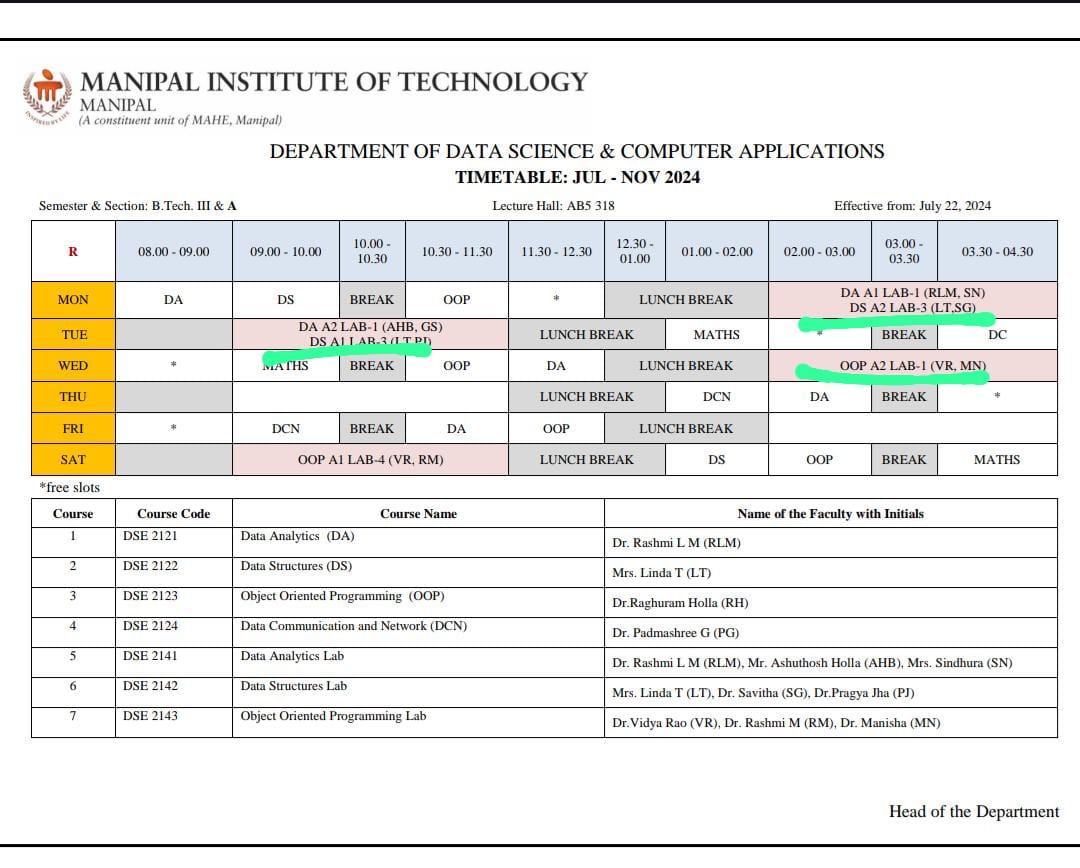 MANIPAL INSTITUTE OF TECHNOLOGY
MANIPAL
(A constituent unit of MAHE, Manipal)
INSPIRED BY LIFE
DEPARTMENT OF DATA SCIENCE & COMPUTER APPLICATIONS
TIMETABLE: JUL - NOV 2024
Semester & Section: B.Tech. III & A Lecture Hall: AB5 318 Effective from: July 22, 2024
R 08.00 - 09.00 09.00 - 10.00 10.00 - 10.30 10.30 - 11.30 11.30 - 12.30 12.30 - 01.00 01.00 - 02.00 02.00 - 03.00 03.00 - 03.30 03.30 - 04.30
MON DA DS BREAK OOP * LUNCH BREAK DA A1 LAB-1 (RLM, SN)
DS A2 LAB-3 (LT,SG)
TUE DA A2 LAB-1 (AHB, GS) LUNCH BREAK MATHS * BREAK DC
DS A1 LAB-3 (LT,PJ)
WED * MATHS BREAK OOP DA LUNCH BREAK OOP A2 LAB-1 (VR, MN)
THU LUNCH BREAK DCN DA BREAK *
FRI * DCN BREAK DA OOP LUNCH BREAK
SAT OOP A1 LAB-4 (VR, RM) LUNCH BREAK DS OOP BREAK MATHS
*free slots
Course Course Code Course Name Name of the Faculty with Initials
1 DSE 2121 Data Analytics (DA) Dr. Rashmi L M (RLM)
2 DSE 2122 Data Structures (DS) Mrs. Linda T (LT)
3 DSE 2123 Object Oriented Programming (OOP) Dr.Raghuram Holla (RH)
4 DSE 2124 Data Communication and Network (DCN) Dr. Padmashree G (PG)
5 DSE 2141 Data Analytics Lab Dr. Rashmi L M (RLM), Mr. Ashuthosh Holla (AHB), Mrs. Sindhura (SN)
6 DSE 2142 Data Structures Lab Mrs. Linda T (LT), Dr. Savitha (SG), Dr.Pragya Jha (PJ)
7 DSE 2143 Object Oriented Programming Lab Dr.Vidya Rao (VR), Dr. Rashmi M (RM), Dr. Manisha (MN)
Head of the Department